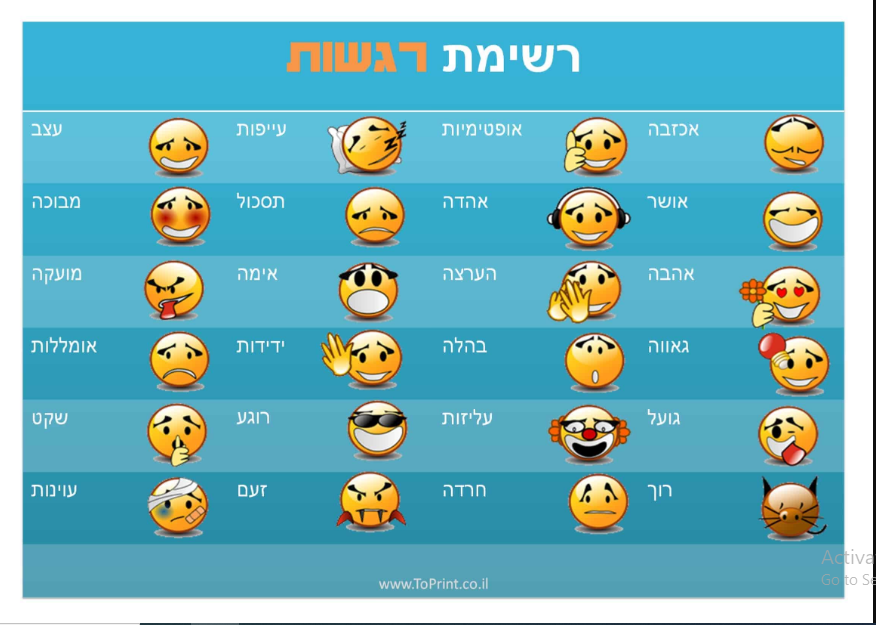 רשימת רגשות
אכזבה
אופטימיות
עייפות
עצב
אושר
אהדה
תסכול
מבוכה
אהבה
הערצה
אימה
מועקה
גאווה
בהלה
ידידות
אומללות
גועל
עליזות
רוגע
שקט
רוך
חרדה
זעם
עוינות
www.ToPrint.co.il
Activa
Go to Se